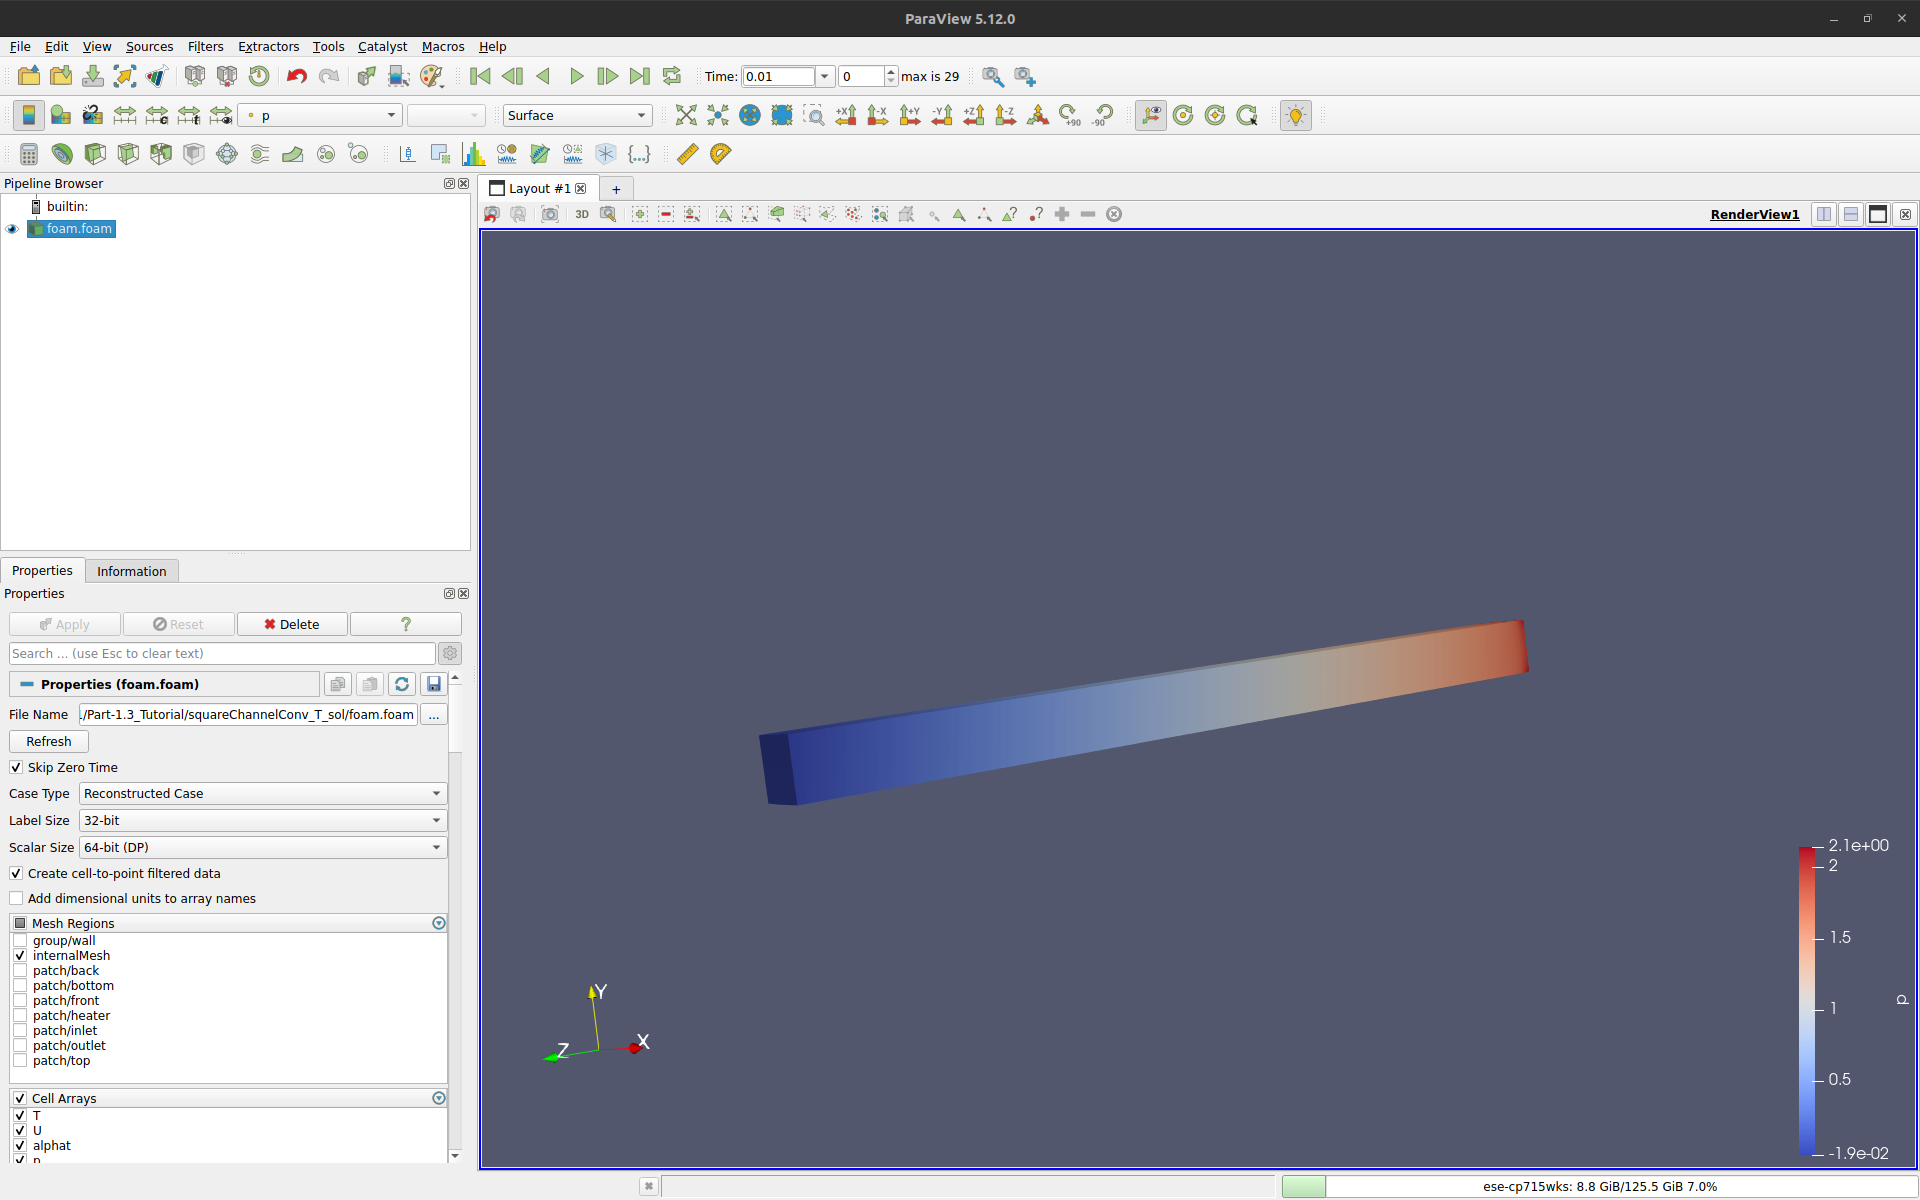 ParaView 5.12.0
File Edit View Sources Filters Extractors Tools Catalyst Macros Help
Time: 0.01 0 max is 29
p Surface +X -X +Y -Y +Z -Z +90 -90
Pipeline Browser
Layout #1 +
builtin:
3D RenderView1
foam.foam
Properties Information
Properties
Apply Reset Delete ?
Search ... (use Esc to clear text)
Properties (foam.foam)
File Name /Part-1.3_Tutorial/squareChannelConv_T_sol/foam.foam ...
Refresh
Skip Zero Time
Case Type Reconstructed Case
Label Size 32-bit
Scalar Size 64-bit (DP)
Create cell-to-point filtered data
Add dimensional units to array names
Mesh Regions
group/wall
internalMesh
patch/back
patch/bottom
patch/front
patch/heater
patch/inlet
patch/outlet
patch/top
Cell Arrays
T
U
alphat
p
Y
X
Z
2.1e+00
2
1.5
1
p
0.5
-1.9e-02
ese-cp715wks: 8.8 GiB/125.5 GiB 7.0%